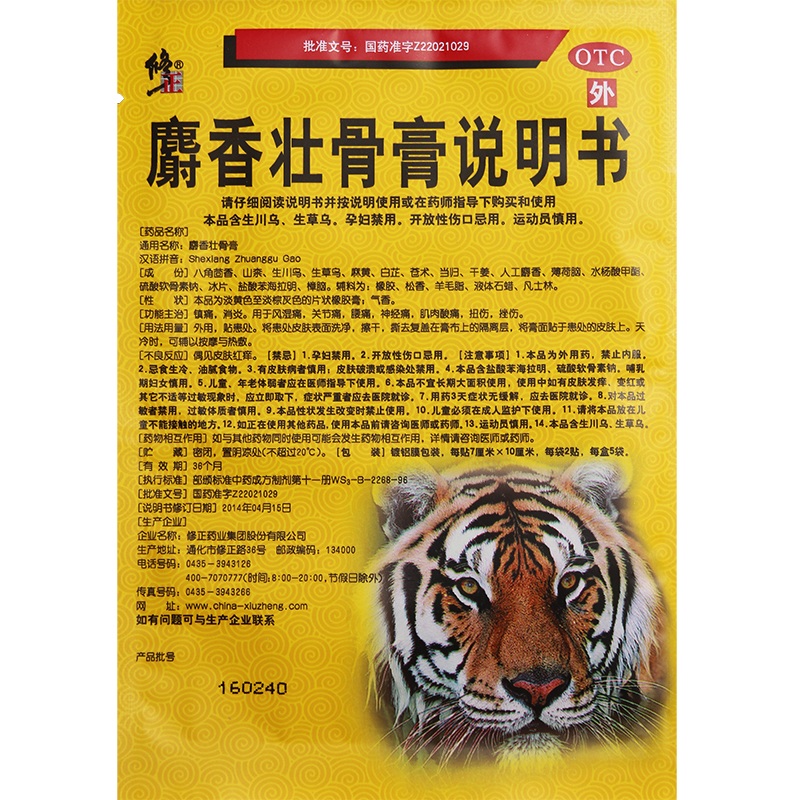 批准文号：国药准字Z22021029
OTC
修正®
外
麝香壮骨膏说明书
请仔细阅读说明书并按说明使用或在药师指导下购买和使用
本品含生川乌、生草乌。孕妇禁用。开放性伤口忌用。运动员慎用。
[药品名称]
通用名称：麝香壮骨膏
汉语拼音：Shexiang Zhuanggu Gao
[成　份] 八角茴香、山柰、生川乌、生草乌、麻黄、白芷、苍术、当归、干姜、人工麝香、薄荷脑、水杨酸甲酯、
硫酸软骨素钠、冰片、盐酸苯海拉明、樟脑。辅料为：橡胶、松香、羊毛脂、液体石蜡、凡士林。
[性　状] 本品为淡黄色至淡棕灰色的片状橡胶膏；气香。
[功能主治] 镇痛，消炎。用于风湿痛，关节痛，腰痛，神经痛，肌肉酸痛，扭伤，挫伤。
[用法用量] 外用，贴患处。将患处皮肤表面洗净，擦干，撕去复盖在膏布上的隔离层，将膏面贴于患处的皮肤上。天
冷时，可辅以按摩与热敷。
[不良反应] 偶见皮肤红痒。[禁忌] 1.孕妇禁用。2.开放性伤口忌用。[注意事项] 1.本品为外用药，禁止内服。
2.忌食生冷、油腻食物。3.有皮肤病者慎用；皮肤破溃或感染处禁用。4.本品含盐酸苯海拉明、硫酸软骨素钠，哺乳
期妇女慎用。5.儿童、年老体弱者应在医师指导下使用。6.本品不宜长期大面积使用，使用中如有皮肤发痒、变红或
其它不适等过敏现象时，应立即取下，症状严重者应去医院就诊。7.用药3天症状无缓解，应去医院就诊。8.对本品过
敏者禁用，过敏体质者慎用。9.本品性状发生改变时禁止使用。10.儿童必须在成人监护下使用。11.请将本品放在儿
童不能接触的地方。12.如正在使用其他药品，使用本品前请咨询医师或药师。13.运动员慎用。14.本品含生川乌、生草乌。
[药物相互作用] 如与其他药物同时使用可能会发生药物相互作用，详情请咨询医师或药师。
[贮　藏] 密闭，置阴凉处(不超过20℃)。[包　装] 镀铝膜包装，每贴7厘米×10厘米，每袋2贴，每盒5袋。
[有 效 期] 36个月
[执行标准] 部颁标准中药成方制剂第十一册WS₃-B-2268-96
[批准文号] 国药准字Z22021029
[说明书修订日期] 2014年04月15日
[生产企业]
企业名称：修正药业集团股份有限公司
生产地址：通化市修正路36号　邮政编码：134000
电话号码：0435-3943126
400-7070777(时间：8:00-20:00,节假日除外)
传真号码：0435-3943266
网　址：www.china-xiuzheng.com
如有问题可与生产企业联系
产品批号
160240